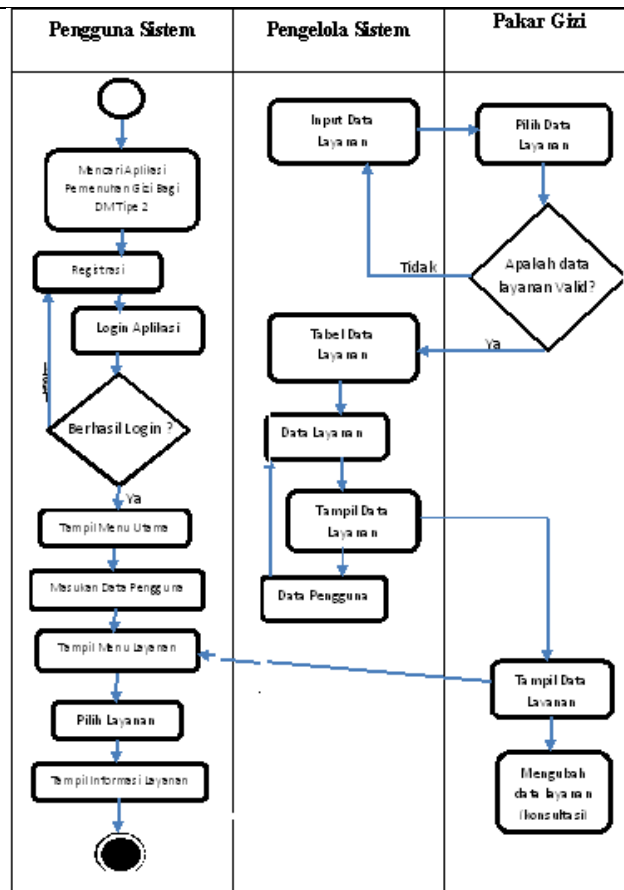 Pengguna Sistem
Pengelola Sistem
Pakar Gizi
Mencari Aplikasi
Pemenuhan Gizi Bagi
DM Tipe 2
Registrasi
Login Aplikasi
Berhasil Login ?
Ya
Tampil Menu Utama
Masukan Data Pengguna
Tampil Menu Layanan
Pilih Layanan
Tampil Informasi Layanan
Input Data
Layanan
Tidak
Tabel Data
Layanan
Data Layanan
Tampil Data
Layanan
Data Pengguna
Pilih Data
Layanan
Apakah data
layanan Valid?
Ya
Tampil Data
Layanan
Mengubah
data layanan
(konsultasi)